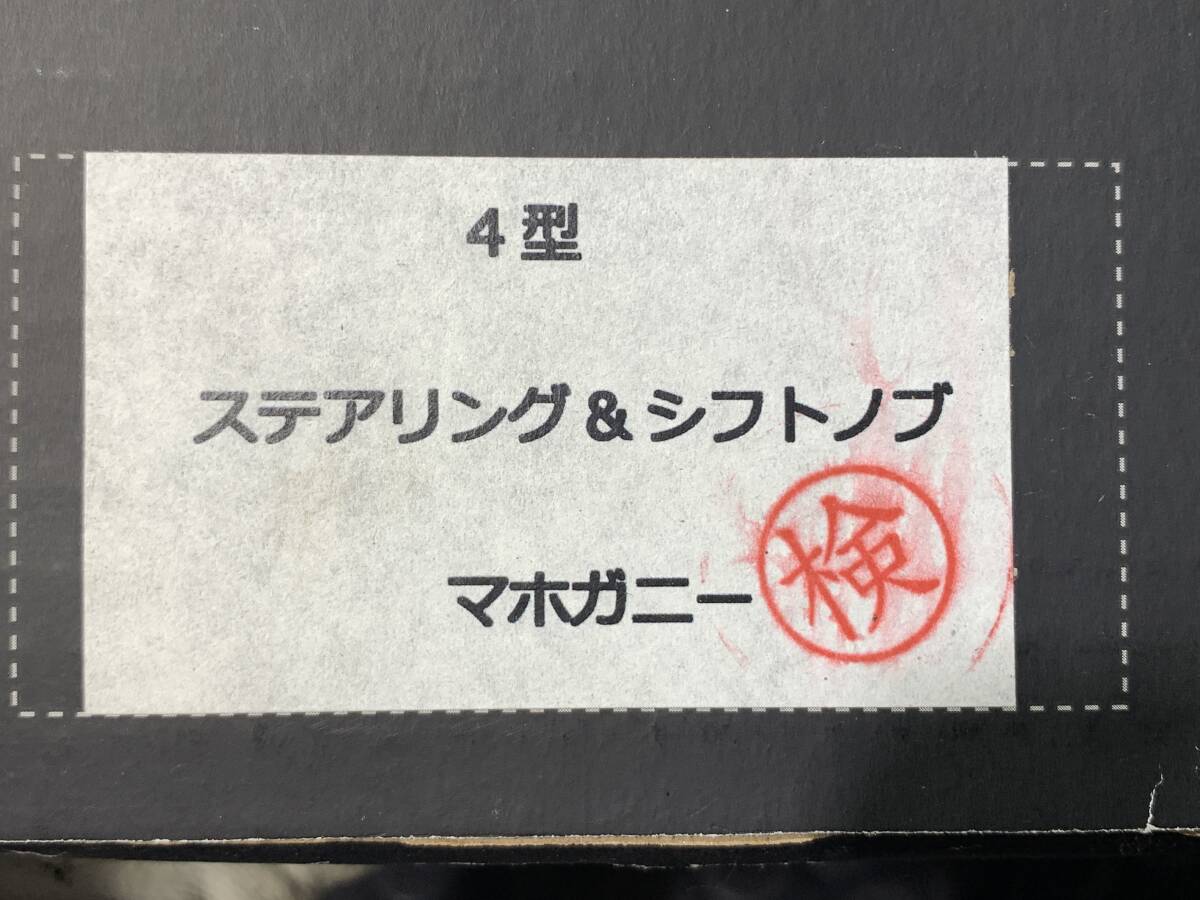 4型
ステアリング&シフトノブ
マホガニー
検